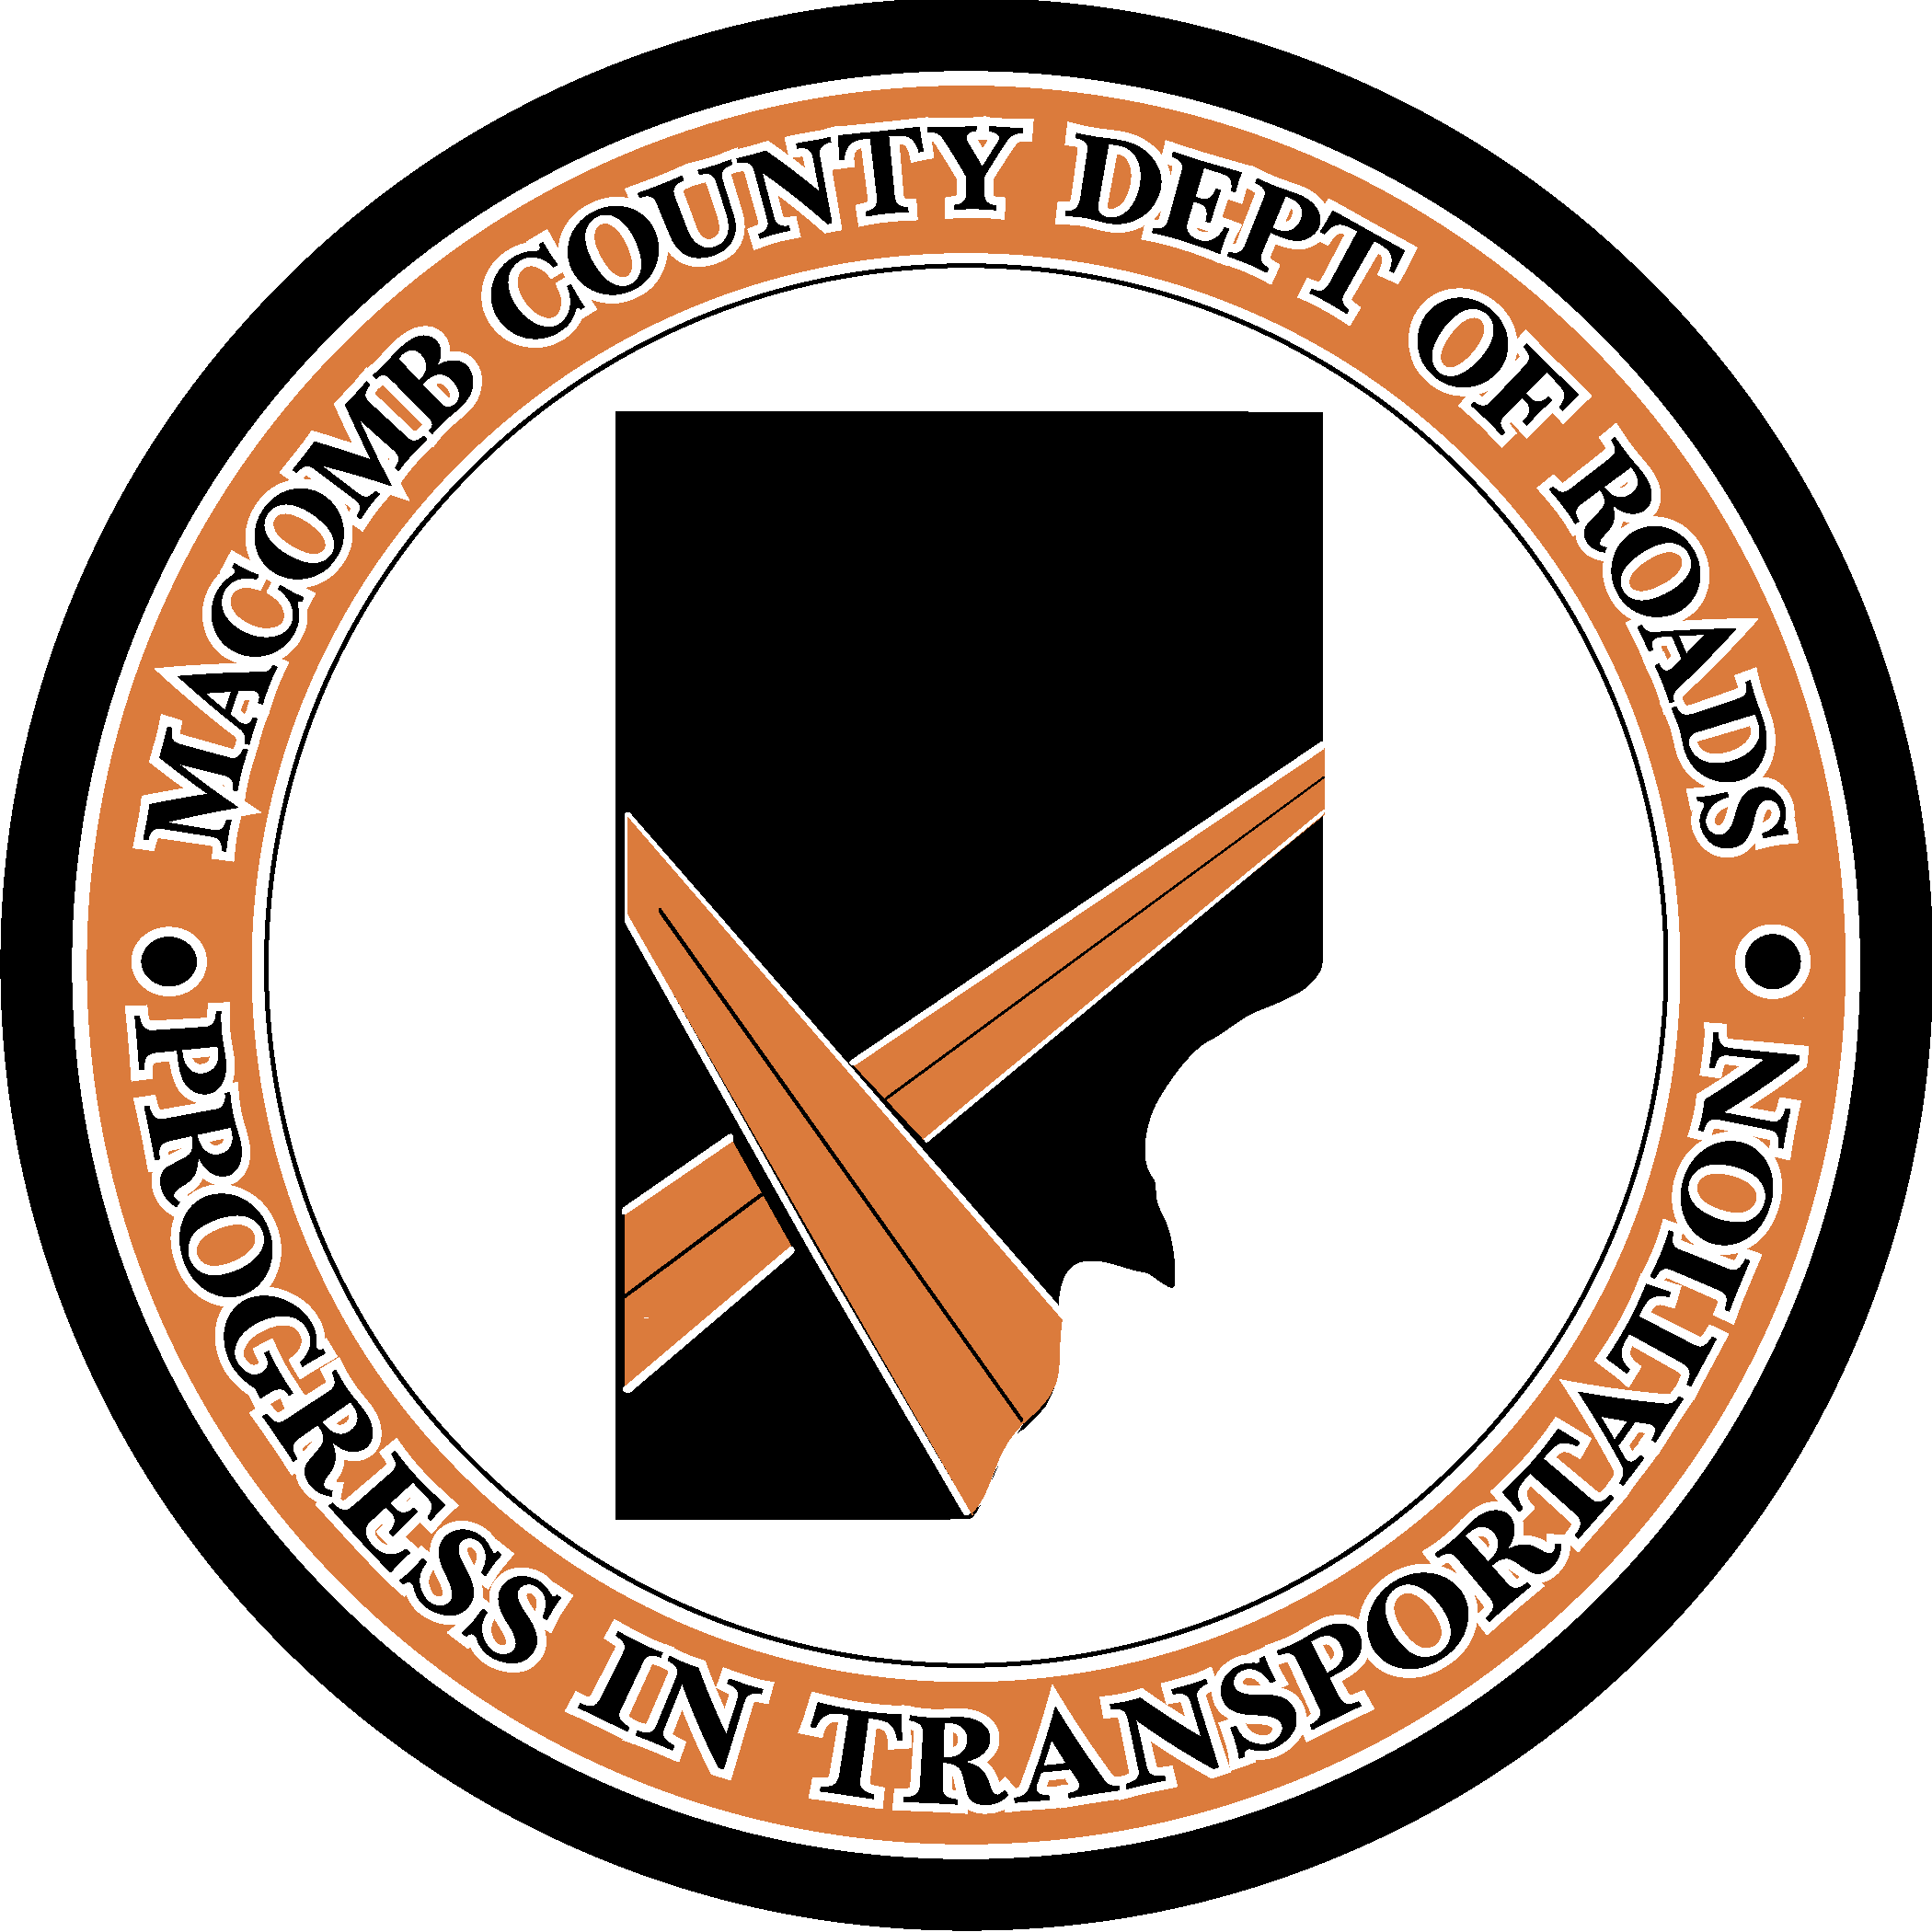 MACOMB COUNTY DEPT OF ROADS
PROGRESS IN TRANSPORTATION